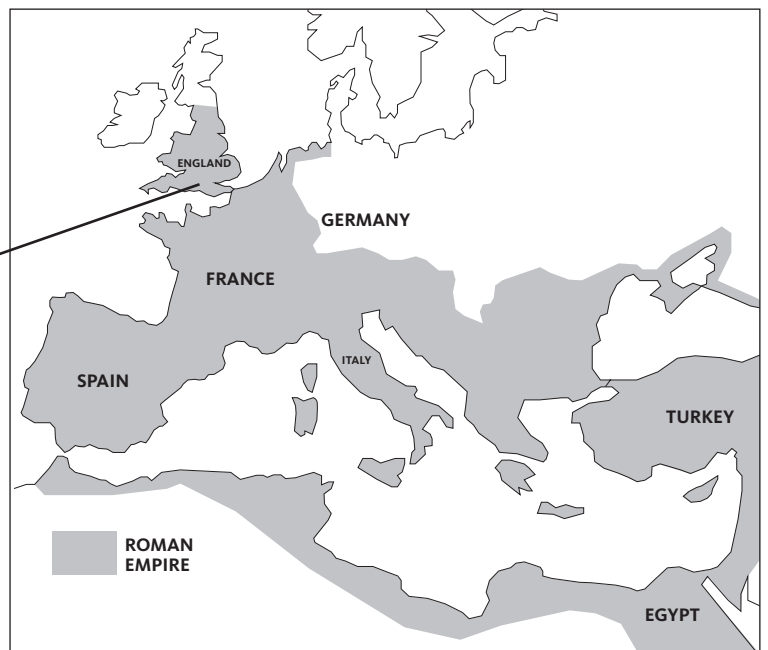 ENGLAND
GERMANY
FRANCE
ITALY
SPAIN
TURKEY
ROMAN
EMPIRE
EGYPT